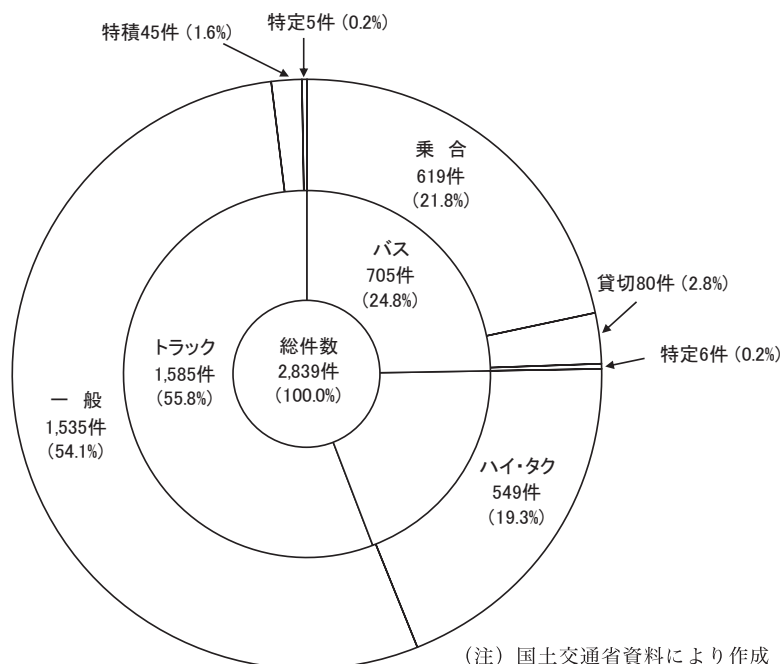 特積45件 (1.6%)
特定5件 (0.2%)
乗 合
619件
(21.8%)
バス
705件
(24.8%)
貸切80件 (2.8%)
特定6件 (0.2%)
トラック
1,585件
(55.8%)
総件数
2,839件
(100.0%)
一 般
1,535件
(54.1%)
ハイ・タク
549件
(19.3%)
(注) 国土交通省資料により作成